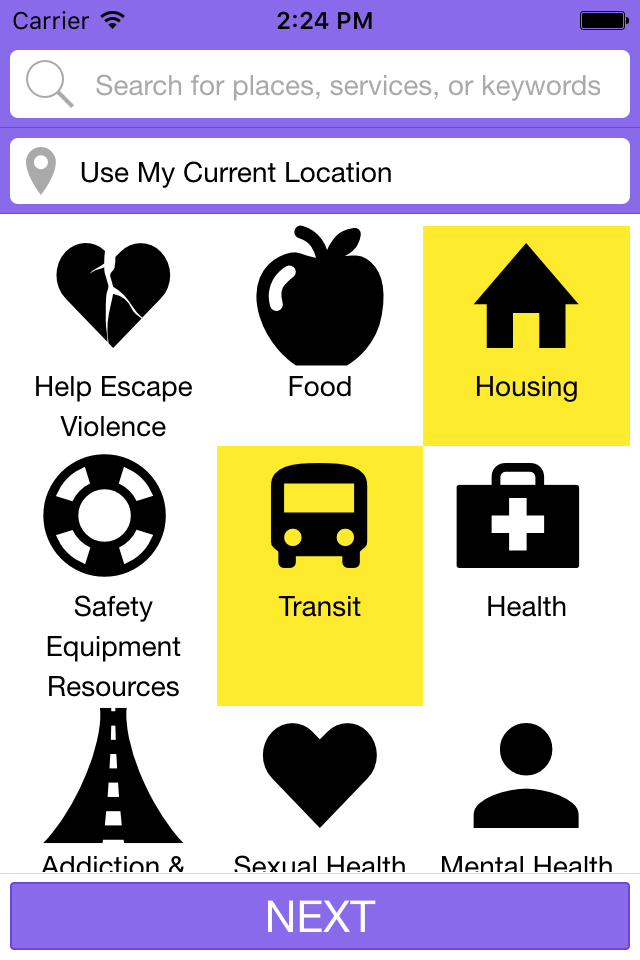 Carrier 2:24 PM
Search for places, services, or keywords
Use My Current Location
Help Escape
Violence
Food
Housing
Safety
Equipment
Resources
Transit
Health
Addiction &
Sexual Health
Mental Health
NEXT